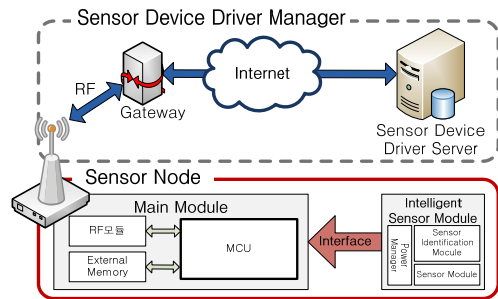 Sensor Device Driver Manager
Internet
RF
Gateway
Sensor Device
Driver Server
Sensor Node
Main Module
RF모듈
External
Memory
MCU
Interface
Intelligent
Sensor Module
Power
Manager
Sensor
Identification
Mocule
Sensor Module